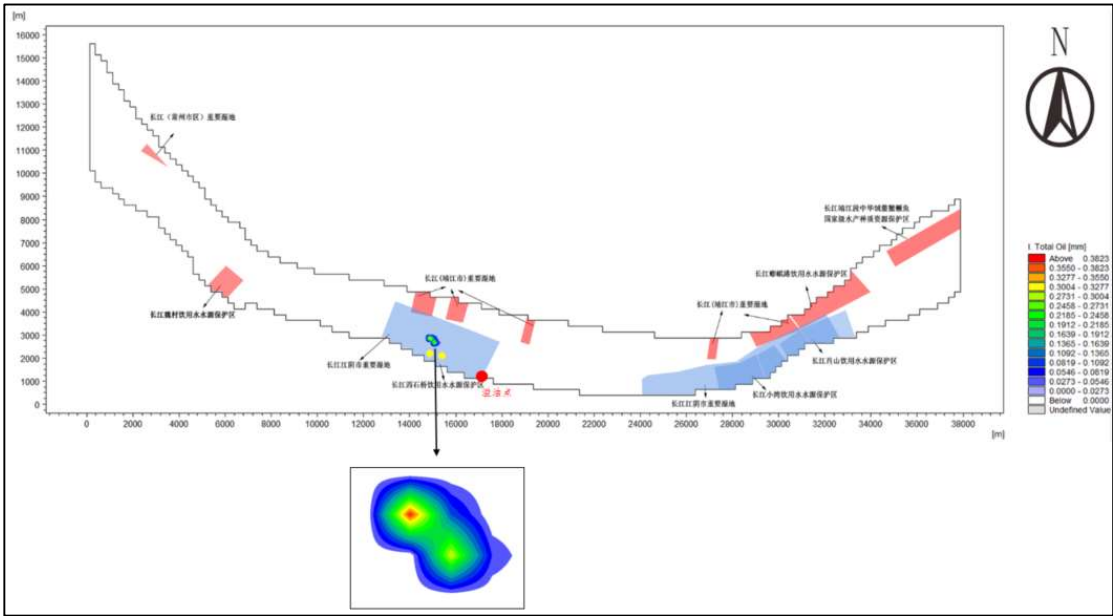 [m]
16000
15000
14000
13000
12000
11000
10000
9000
8000
7000
6000
5000
4000
3000
2000
1000
0
0 2000 4000 6000 8000 10000 12000 14000 16000 18000 20000 22000 24000 26000 28000 30000 32000 34000 36000 38000
[m]
长江（常州市区）重要湿地
长江魏村饮用水水源保护区
长江(靖江市)重要湿地
长江江阴市重要湿地
长江西石桥饮用水水源保护区
溢油点
长江靖江段中华绒螯蟹鳜鱼
国家级水产种质资源保护区
长江蟛蜞港饮用水水源保护区
长江(靖江市)重要湿地
长江肖山饮用水水源保护区
长江江阴市重要湿地
长江小湾饮用水水源保护区
N
I. Total Oil [mm]
Above 0.3823
0.3550 - 0.3823
0.3277 - 0.3550
0.3004 - 0.3277
0.2731 - 0.3004
0.2458 - 0.2731
0.2185 - 0.2458
0.1912 - 0.2185
0.1639 - 0.1912
0.1365 - 0.1639
0.1092 - 0.1365
0.0819 - 0.1092
0.0546 - 0.0819
0.0273 - 0.0546
0.0000 - 0.0273
Below 0.0000
Undefined Value